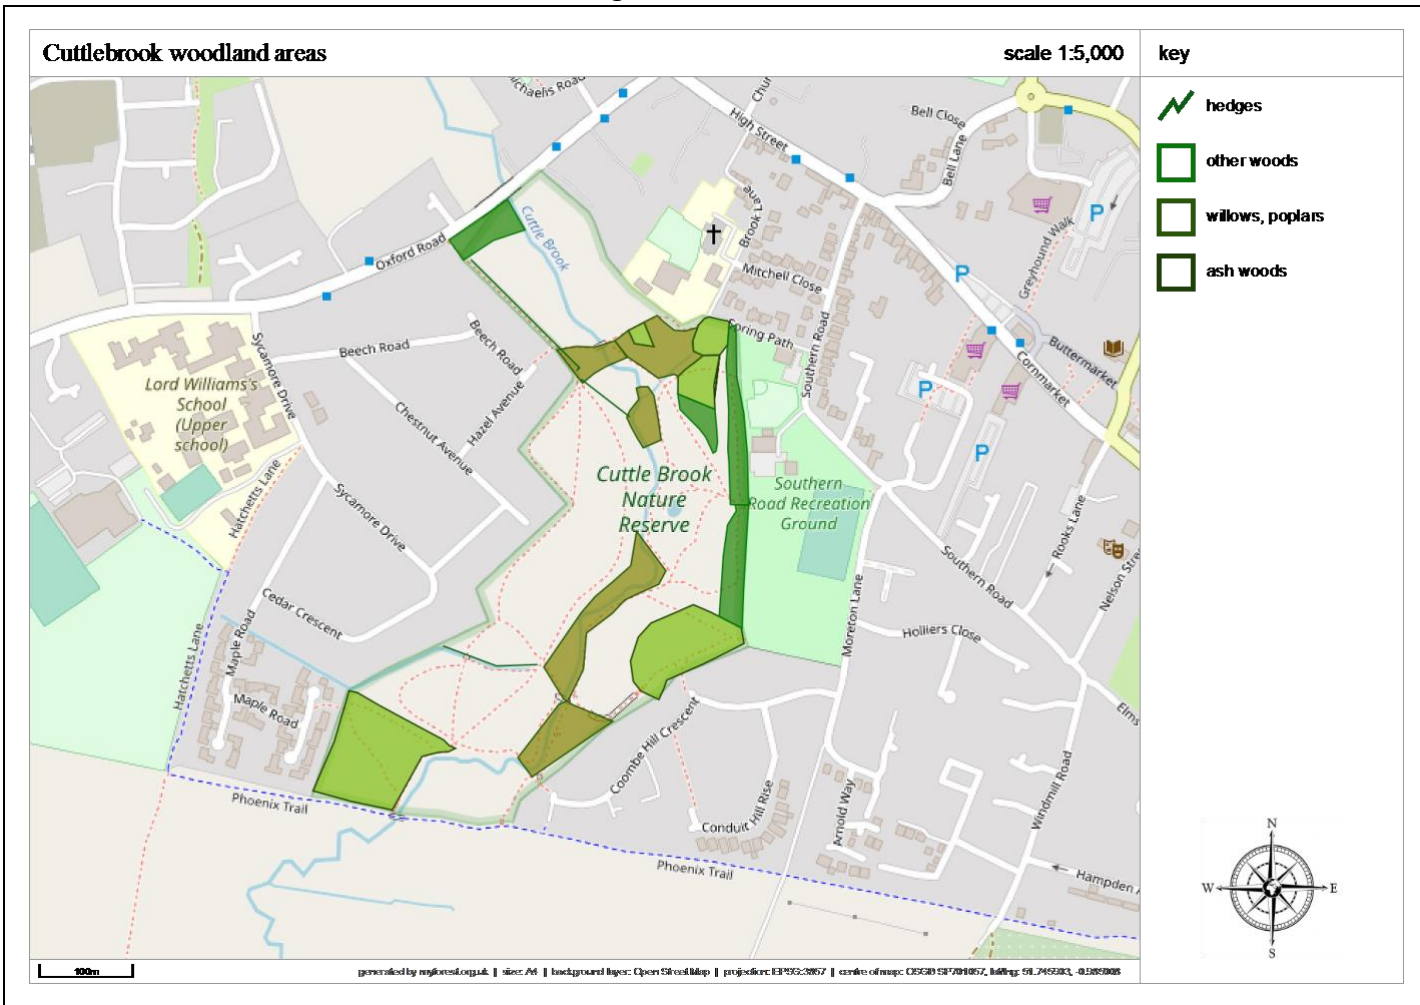 Cuttlebrook woodland areas
scale 1:5,000
key
hedges
other woods
willows, poplars
ash woods
High Street
Bell Close
Bell Lane
Brook Lane
Greyhound Walk
P
Cuttle Brook
Oxford Road
Mitchell Close
P
Spring Path
Southern Road
Buttermarket
Cornmarket
Beech Road
Beech Road
Sycamore Drive
Lord Williams's
School
(Upper
school)
Hazel Avenue
Chestnut Avenue
P
P
Cuttle Brook
Nature
Reserve
Southern
Road Recreation
Ground
Hatchetts Lane
Sycamore Drive
Rooks Lane
Southern Road
Nelson Stre
Cedar Crescent
Maple Road
Hatchetts Lane
Moreton Lane
Holliers Close
Maple Road
Elms
Coombe Hill Crescent
Windmill Road
Phoenix Trail
Conduit Hill Rise
Arnold Way
Phoenix Trail
Hampden A
N
W
E
S
100m